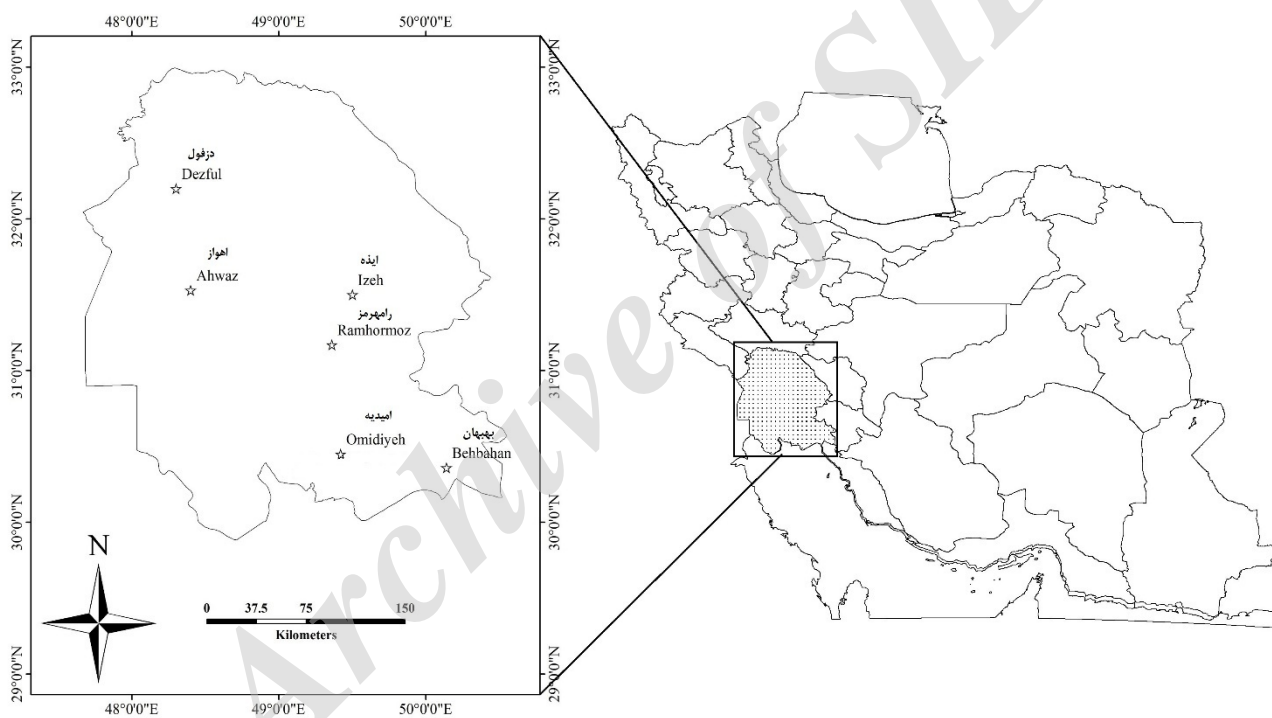 48°0'0"E 49°0'0"E 50°0'0"E
33°0'0"N 33°0'0"N
دزفول
Dezful
32°0'0"N 32°0'0"N
اهواز
Ahwaz
ایذه
Izeh
رامهرمز
Ramhormoz
31°0'0"N 31°0'0"N
امیدیه
Omidiyeh
بهبهان
Behbahan
30°0'0"N 30°0'0"N
N
0 37.5 75 150
Kilometers
29°0'0"N 29°0'0"N
48°0'0"E 49°0'0"E 50°0'0"E
Archive of